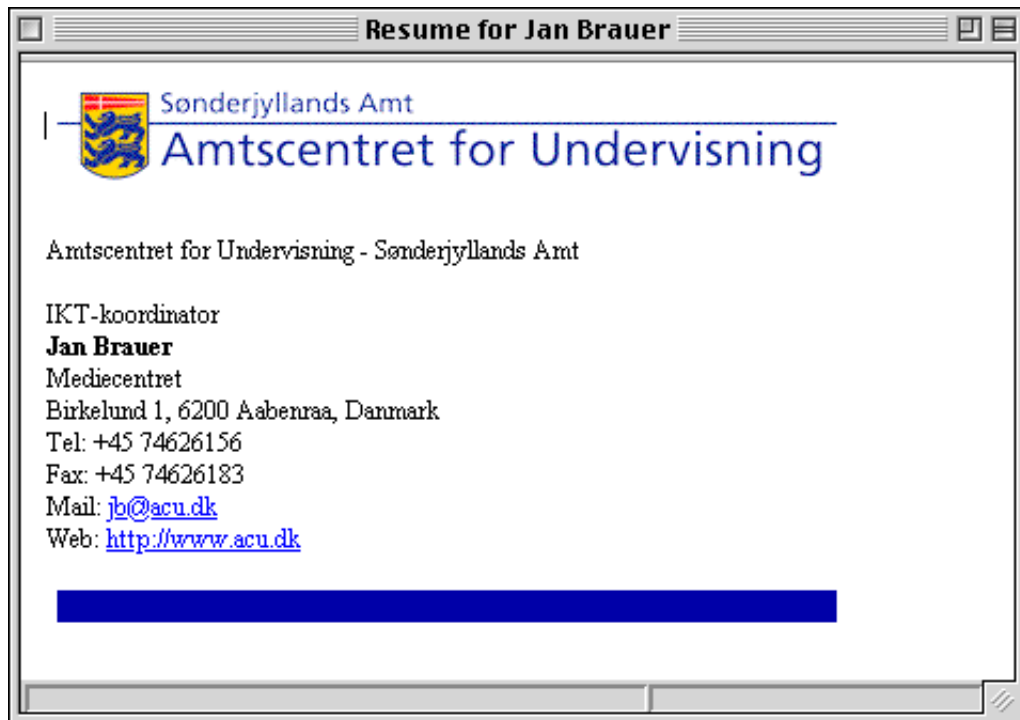 Resume for Jan Brauer
Sønderjyllands Amt
Amtscentret for Undervisning
Amtscentret for Undervisning - Sønderjyllands Amt
IKT-koordinator
Jan Brauer
Mediecentret
Birkelund 1, 6200 Aabenraa, Danmark
Tel: +45 74626156
Fax: +45 74626183
Mail: jb@acu.dk
Web: http://www.acu.dk